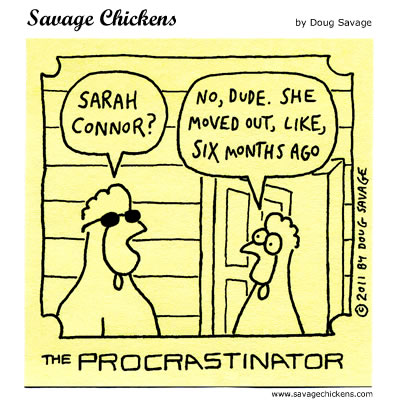 Savage Chickens
by Doug Savage
SARAH
CONNOR?
NO, DUDE. SHE
MOVED OUT, LIKE,
SIX MONTHS AGO
© 2011 BY DOUG SAVAGE
THE PROCRASTINATOR
www.savagechickens.com